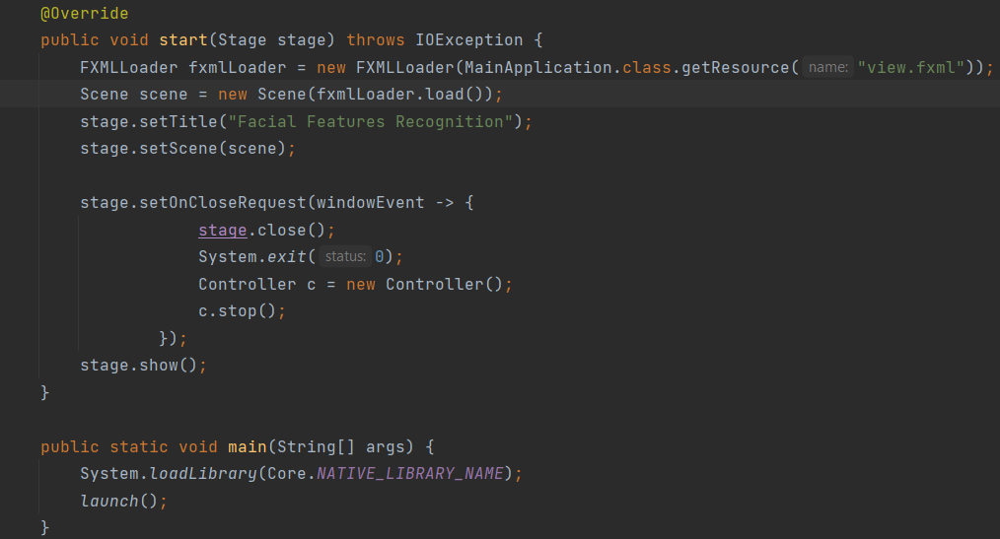 @Override
public void start(Stage stage) throws IOException {
    FXMLLoader fxmlLoader = new FXMLLoader(MainApplication.class.getResource( name: "view.fxml"));
    Scene scene = new Scene(fxmlLoader.load());
    stage.setTitle("Facial Features Recognition");
    stage.setScene(scene);

    stage.setOnCloseRequest(windowEvent -> {
                stage.close();
                System.exit( status: 0);
                Controller c = new Controller();
                c.stop();
            });
    stage.show();
}

public static void main(String[] args) {
    System.loadLibrary(Core.NATIVE_LIBRARY_NAME);
    launch();
}